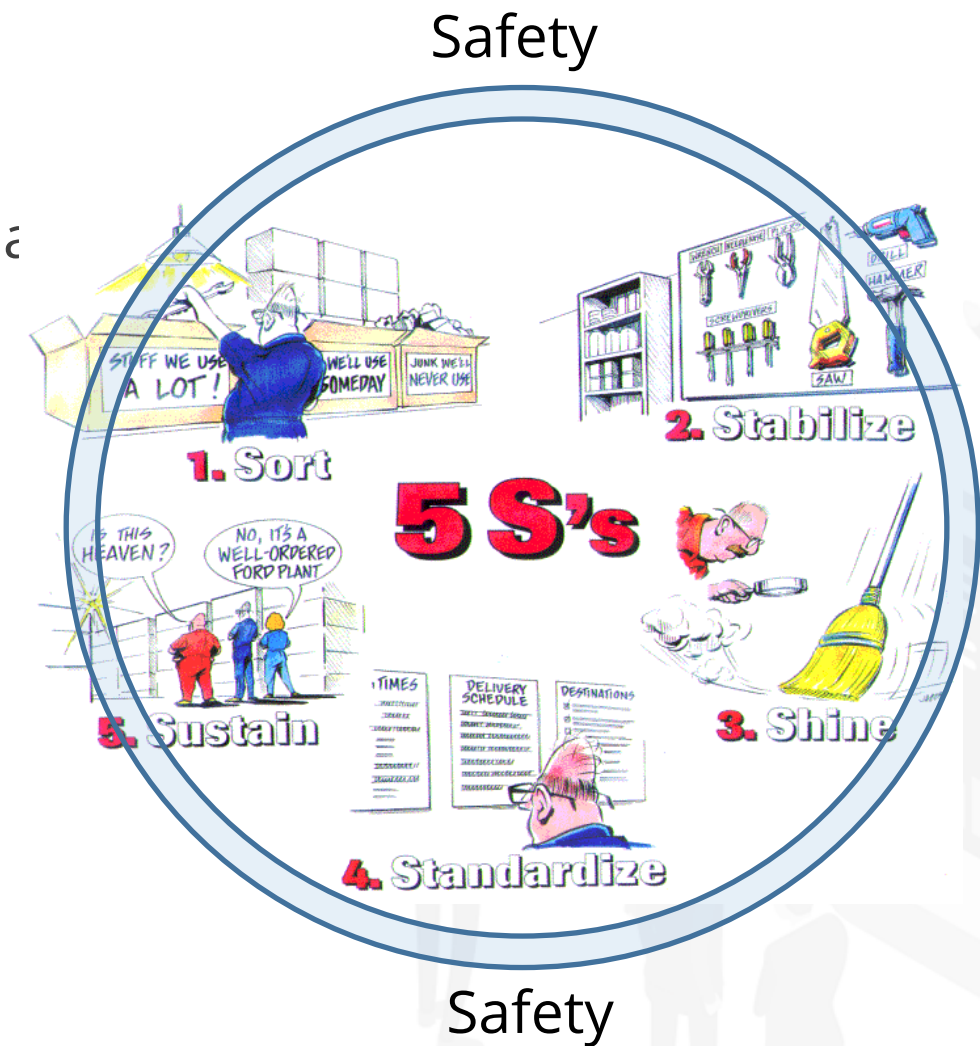 Safety
a
STUFF WE USE
A LOT!
WE'LL USE
SOMEDAY
JUNK WE'LL
NEVER USE
1. Sort
WRENCH
PLIERS
SCREWDRIVERS
SAW
DRILL
HAMMER
2. Stabilize
5 S's
IS THIS
HEAVEN?
NO, IT'S A
WELL-ORDERED
FORD PLANT
5. Sustain
3. Shine
TIMES
DELIVERY
SCHEDULE
DESTINATIONS
4. Standardize
Safety